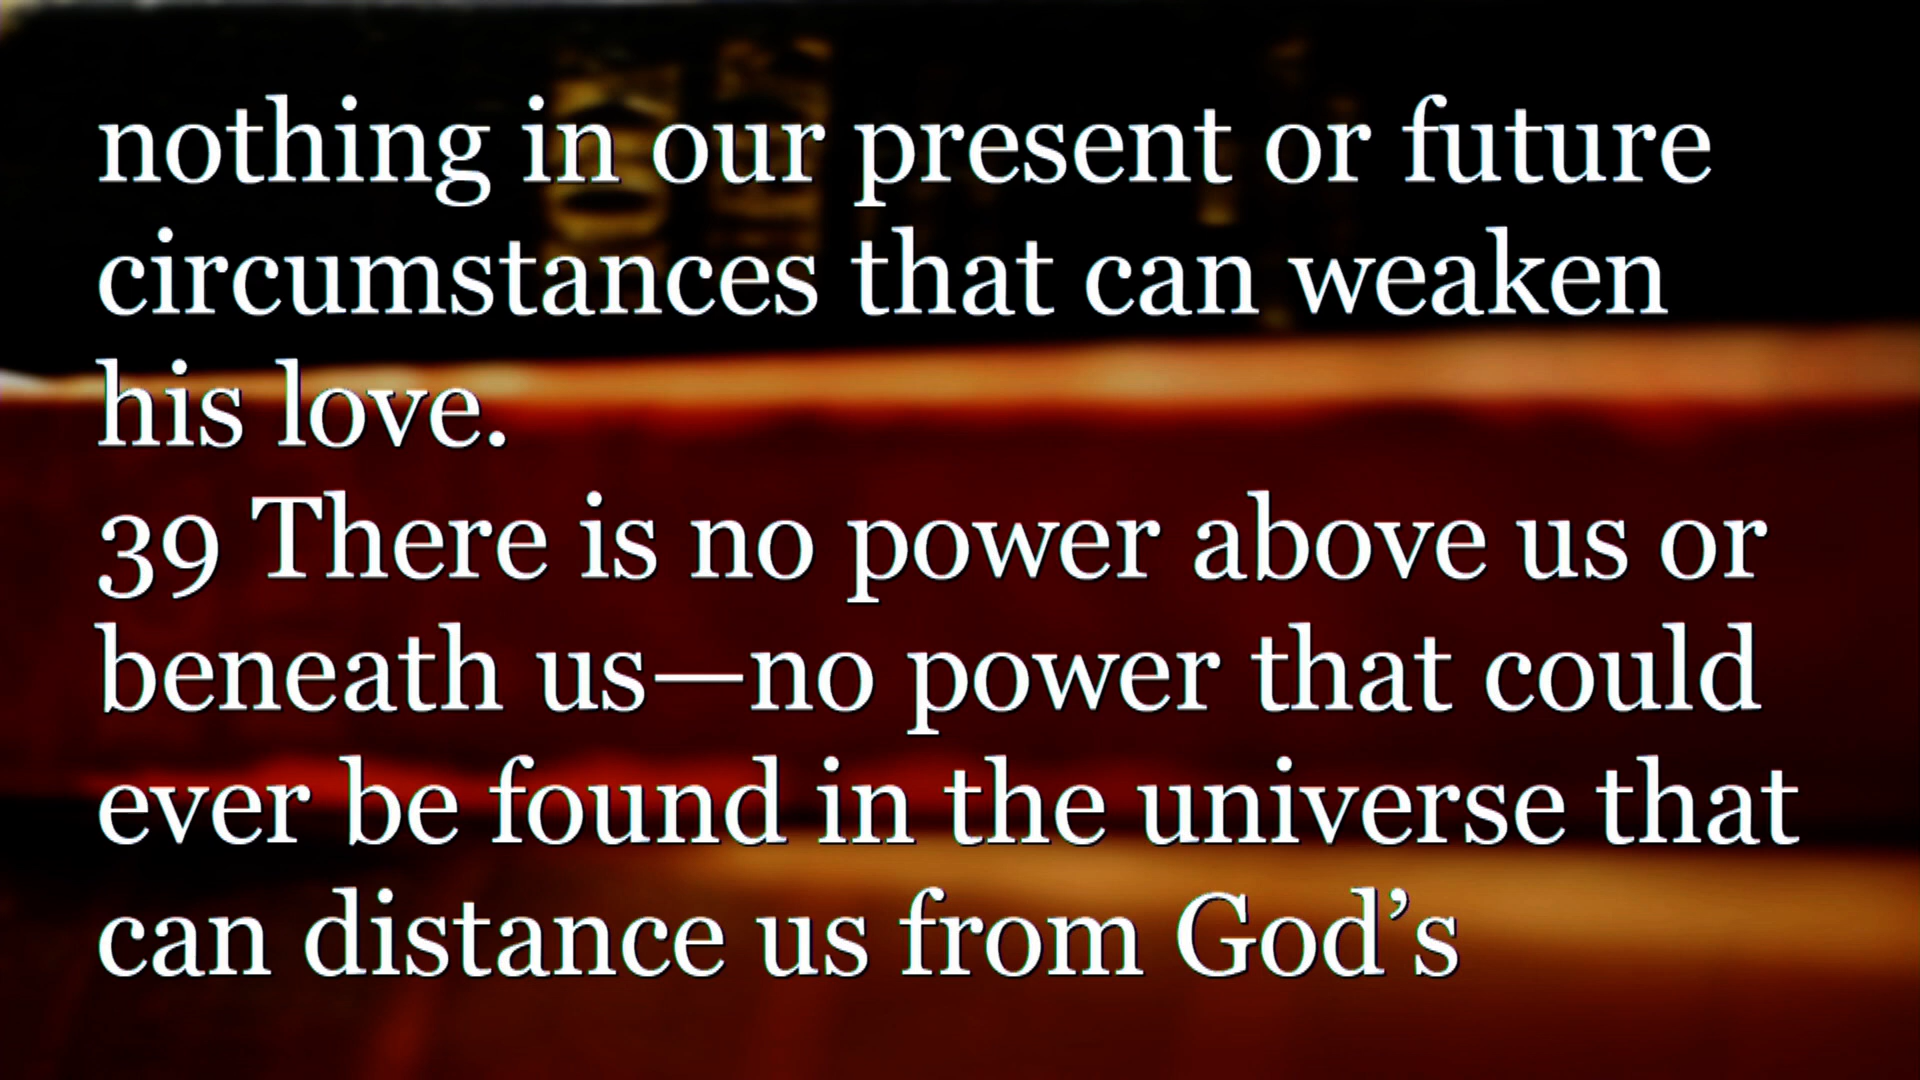 nothing in our present or future
circumstances that can weaken
his love.
39 There is no power above us or
beneath us—no power that could
ever be found in the universe that
can distance us from God’s